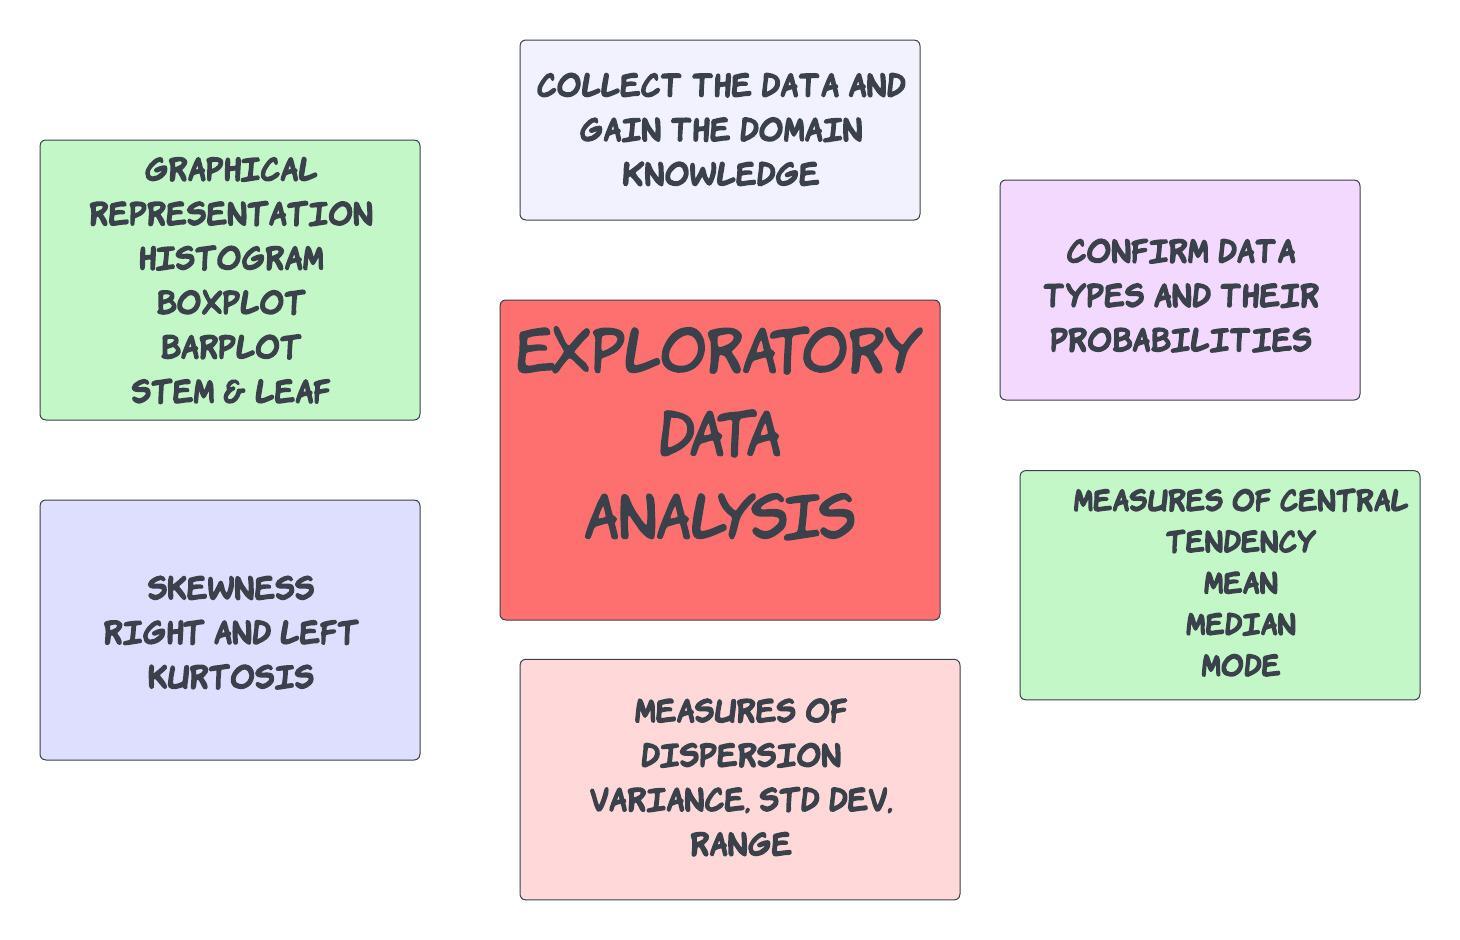 COLLECT THE DATA AND
GAIN THE DOMAIN
KNOWLEDGE
GRAPHICAL
REPRESENTATION
HISTOGRAM
BOXPLOT
BARPLOT
STEM & LEAF
CONFIRM DATA
TYPES AND THEIR
PROBABILITIES
EXPLORATORY
DATA
ANALYSIS
MEASURES OF CENTRAL
TENDENCY
MEAN
MEDIAN
MODE
SKEWNESS
RIGHT AND LEFT
KURTOSIS
MEASURES OF
DISPERSION
VARIANCE, STD DEV,
RANGE